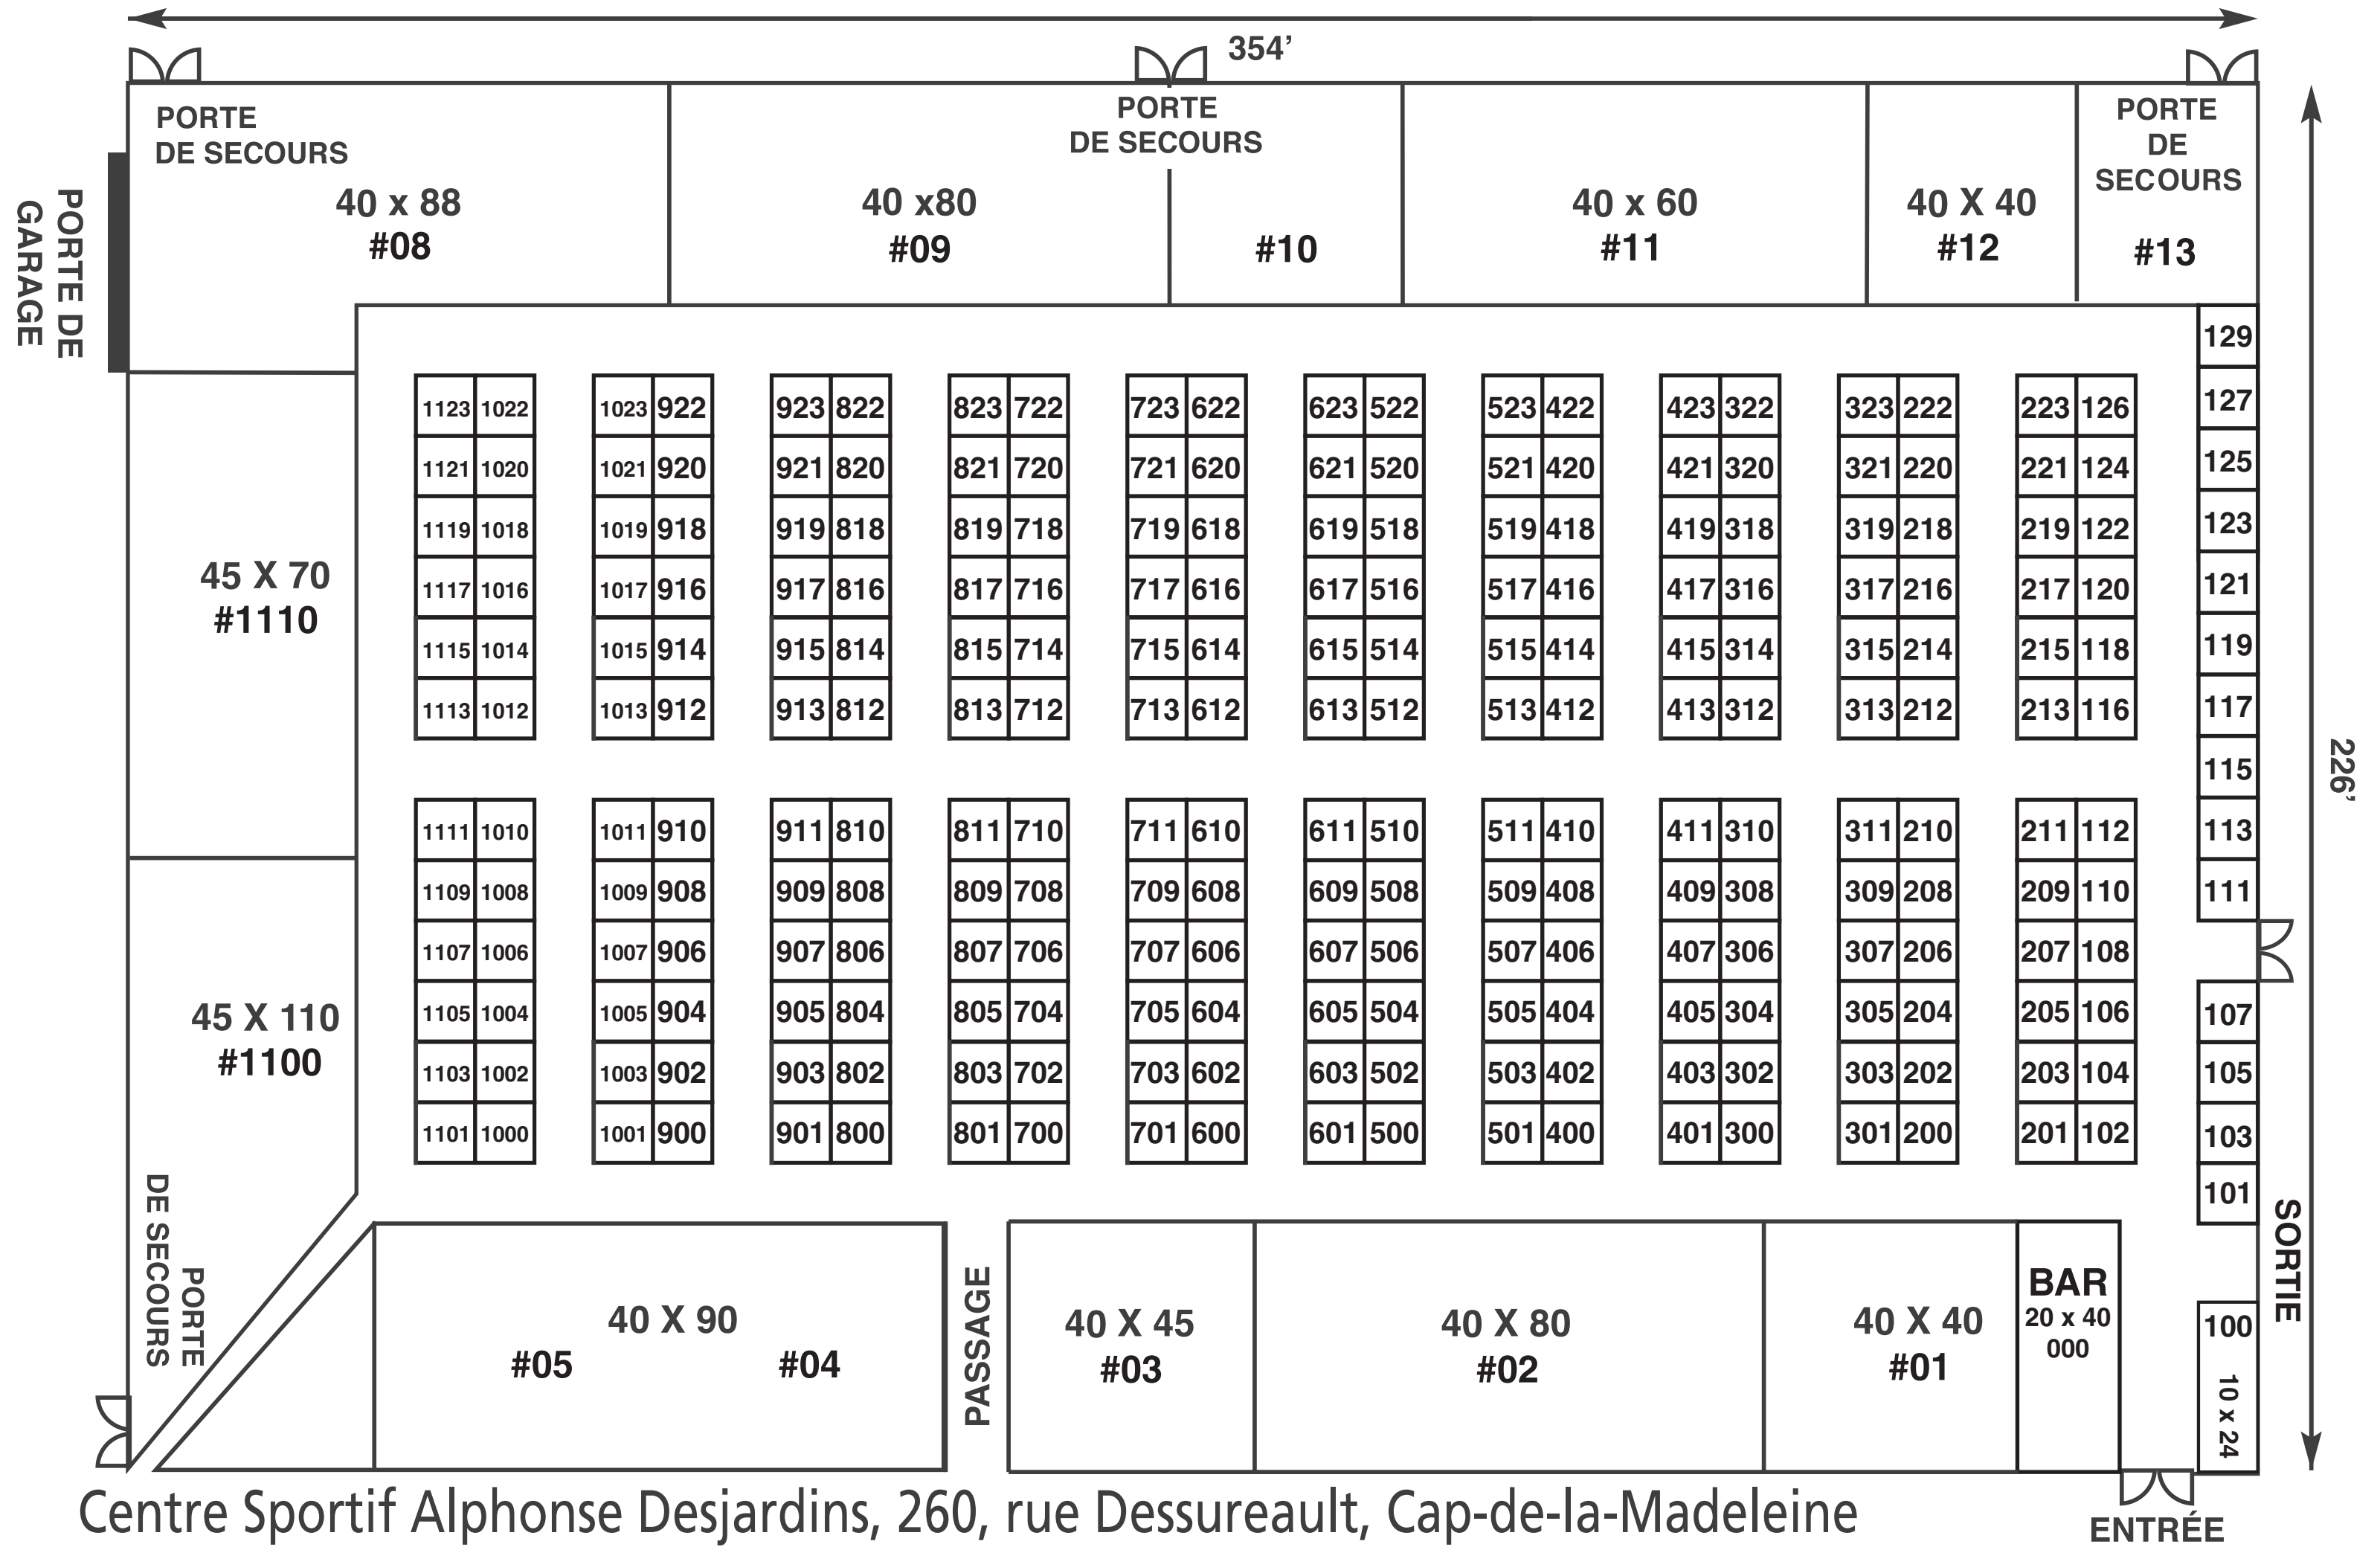 354’
PORTE
DE SECOURS
PORTE
DE SECOURS
PORTE
DE
SECOURS
PORTE DE
GARAGE
40 x 88
#08
40 x80
#09
#10
40 x 60
#11
40 X 40
#12
#13
129
127
125
123
121
119
117
115
113
111
107
105
103
101
226’
45 X 70
#1110
45 X 110
#1100
1123 1022 1023 922 923 822 823 722 723 622 623 522 523 422 423 322 323 222 223 126
1121 1020 1021 920 921 820 821 720 721 620 621 520 521 420 421 320 321 220 221 124
1119 1018 1019 918 919 818 819 718 719 618 619 518 519 418 419 318 319 218 219 122
1117 1016 1017 916 917 816 817 716 717 616 617 516 517 416 417 316 317 216 217 120
1115 1014 1015 914 915 814 815 714 715 614 615 514 515 414 415 314 315 214 215 118
1113 1012 1013 912 913 812 813 712 713 612 613 512 513 412 413 312 313 212 213 116
1111 1010 1011 910 911 810 811 710 711 610 611 510 511 410 411 310 311 210 211 112
1109 1008 1009 908 909 808 809 708 709 608 609 508 509 408 409 308 309 208 209 110
1107 1006 1007 906 907 806 807 706 707 606 607 506 507 406 407 306 307 206 207 108
1105 1004 1005 904 905 804 805 704 705 604 605 504 505 404 405 304 305 204 205 106
1103 1002 1003 902 903 802 803 702 703 602 603 502 503 402 403 302 303 202 203 104
1101 1000 1001 900 901 800 801 700 701 600 601 500 501 400 401 300 301 200 201 102
PORTE
DE SECOURS
40 X 90
#05
#04
PASSAGE
40 X 45
#03
40 X 80
#02
40 X 40
#01
BAR
20 x 40
000
SORTIE
100
10 x 24
Centre Sportif Alphonse Desjardins, 260, rue Dessureault, Cap-de-la-Madeleine
ENTRÉE